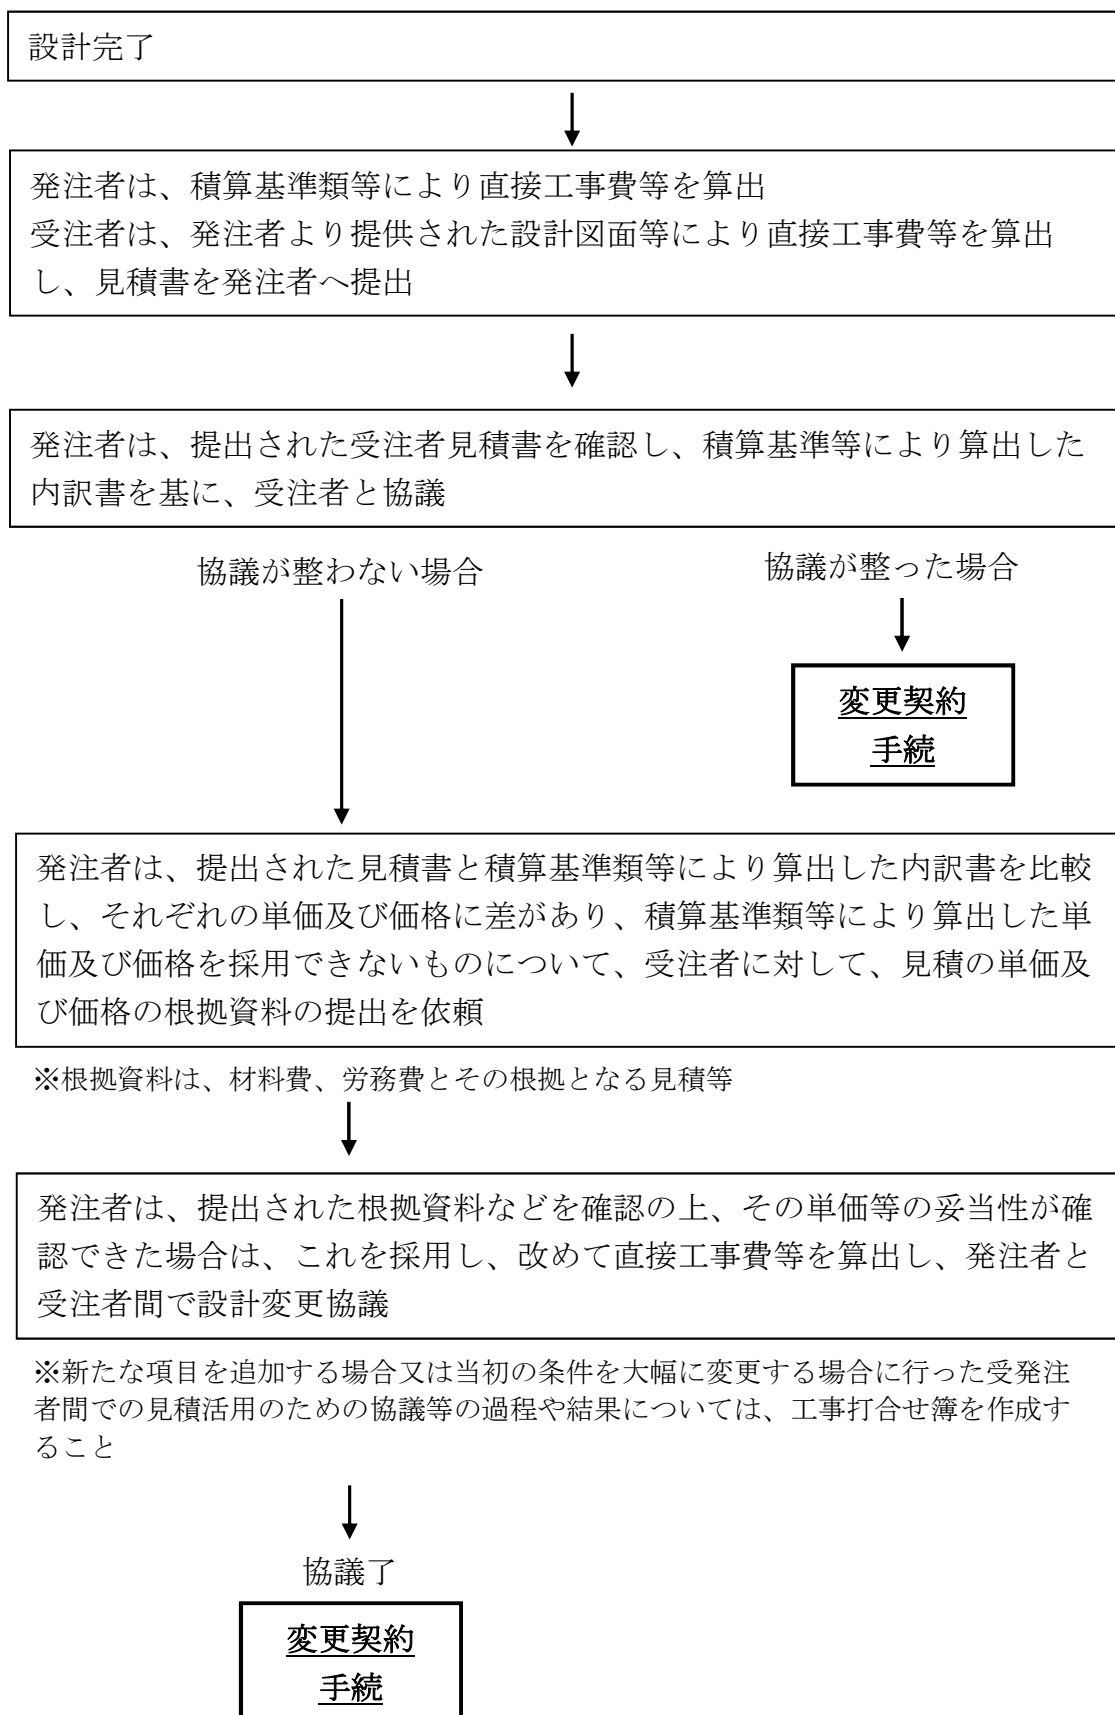 設計完了
発注者は、積算基準類等により直接工事費等を算出
受注者は、発注者より提供された設計図面等により直接工事費等を算出
し、見積書を発注者へ提出
発注者は、提出された受注者見積書を確認し、積算基準等により算出した
内訳書を基に、受注者と協議
協議が整わない場合
協議が整った場合
変更契約
手続
発注者は、提出された見積書と積算基準類等により算出した内訳書を比較
し、それぞれの単価及び価格に差があり、積算基準類等により算出した単
価及び価格を採用できないものについて、受注者に対して、見積の単価及
び価格の根拠資料の提出を依頼
※根拠資料は、材料費、労務費とその根拠となる見積等
発注者は、提出された根拠資料などを確認の上、その単価等の妥当性が確
認できた場合は、これを採用し、改めて直接工事費等を算出し、発注者と
受注者間で設計変更協議
※新たな項目を追加する場合又は当初の条件を大幅に変更する場合に行った受発注
者間での見積活用のための協議等の過程や結果については、工事打合せ簿を作成す
ること
協議了
変更契約
手続